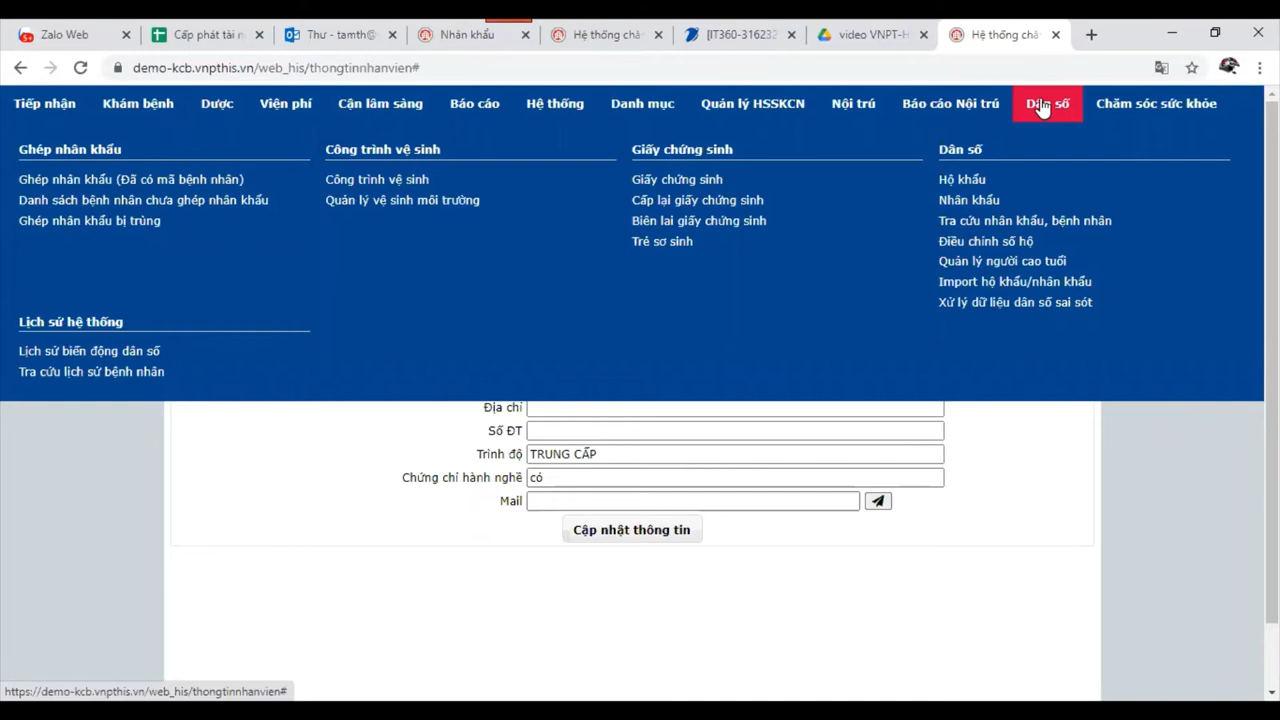 Zalo Web
Cấp phát tài n
Thư - tamth@
Nhân khẩu
Hệ thống chă
[IT360-316232
video VNPT-H
Hệ thống chă
demo-kcb.vnpthis.vn/web_his/thongtinnhanvien#
Tiếp nhận Khám bệnh Dược Viện phí Cận lâm sàng Báo cáo Hệ thống Danh mục Quản lý HSSKCN Nội trú Báo cáo Nội trú Dân số Chăm sóc sức khỏe
Ghép nhân khẩu
Ghép nhân khẩu (Đã có mã bệnh nhân)
Danh sách bệnh nhân chưa ghép nhân khẩu
Ghép nhân khẩu bị trùng
Công trình vệ sinh
Công trình vệ sinh
Quản lý vệ sinh môi trường
Giấy chứng sinh
Giấy chứng sinh
Cấp lại giấy chứng sinh
Biên lai giấy chứng sinh
Trẻ sơ sinh
Dân số
Hộ khẩu
Nhân khẩu
Tra cứu nhân khẩu, bệnh nhân
Điều chỉnh số hộ
Quản lý người cao tuổi
Import hộ khẩu/nhân khẩu
Xử lý dữ liệu dân số sai sót
Lịch sử hệ thống
Lịch sử biến động dân số
Tra cứu lịch sử bệnh nhân
Địa chỉ
Số ĐT
Trình độ TRUNG CẤP
Chứng chỉ hành nghề có
Mail
Cập nhật thông tin
https://demo-kcb.vnpthis.vn/web_his/thongtinnhanvien#